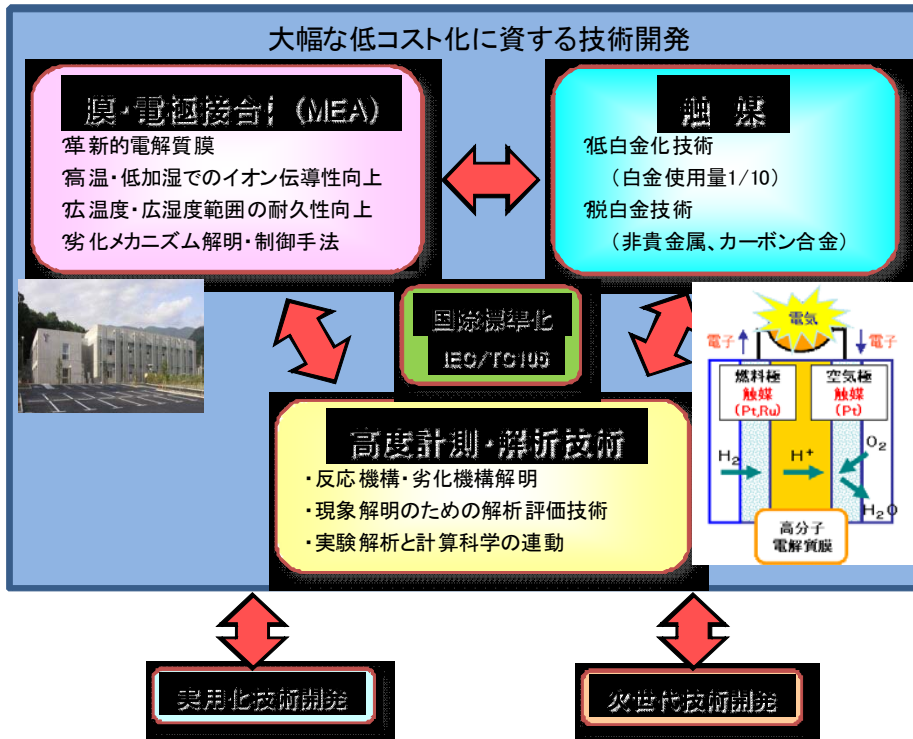 大幅な低コスト化に資する技術開発
膜・電極接合体 (MEA)
?革新的電解質膜
?高温・低加湿でのイオン伝導性向上
?広温度・広湿度範囲の耐久性向上
?劣化メカニズム解明・制御手法
触 媒
?低白金化技術
(白金使用量1/10)
?脱白金技術
(非貴金属、カーボン合金)
国際標準化
IEC/TC105
高度計測・解析技術
・反応機構・劣化機構解明
・現象解明のための解析評価技術
・実験解析と計算科学の連動
電気
電子
電子
燃料極
触媒
(Pt,Ru)
空気極
触媒
(Pt)
H2
H+
O2
H2O
高分子
電解質膜
実用化技術開発
次世代技術開発